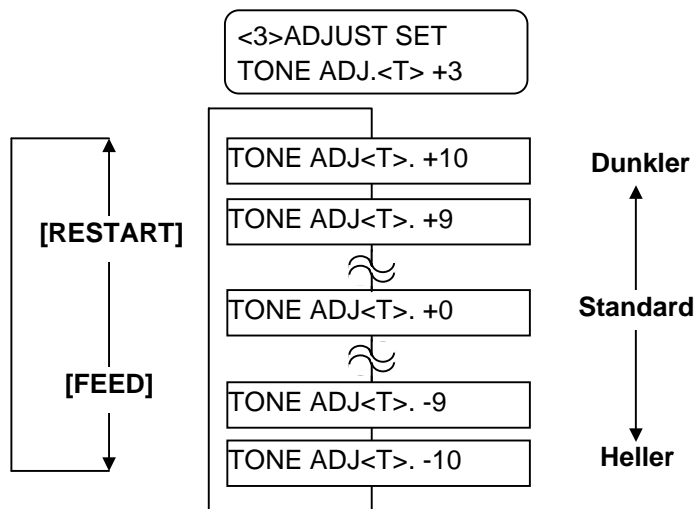 <3>ADJUST SET
TONE ADJ.<T> +3
TONE ADJ<T>. +10
Dunkler
TONE ADJ<T>. +9
[RESTART]
TONE ADJ<T>. +0
Standard
[FEED]
TONE ADJ<T>. -9
TONE ADJ<T>. -10
Heller